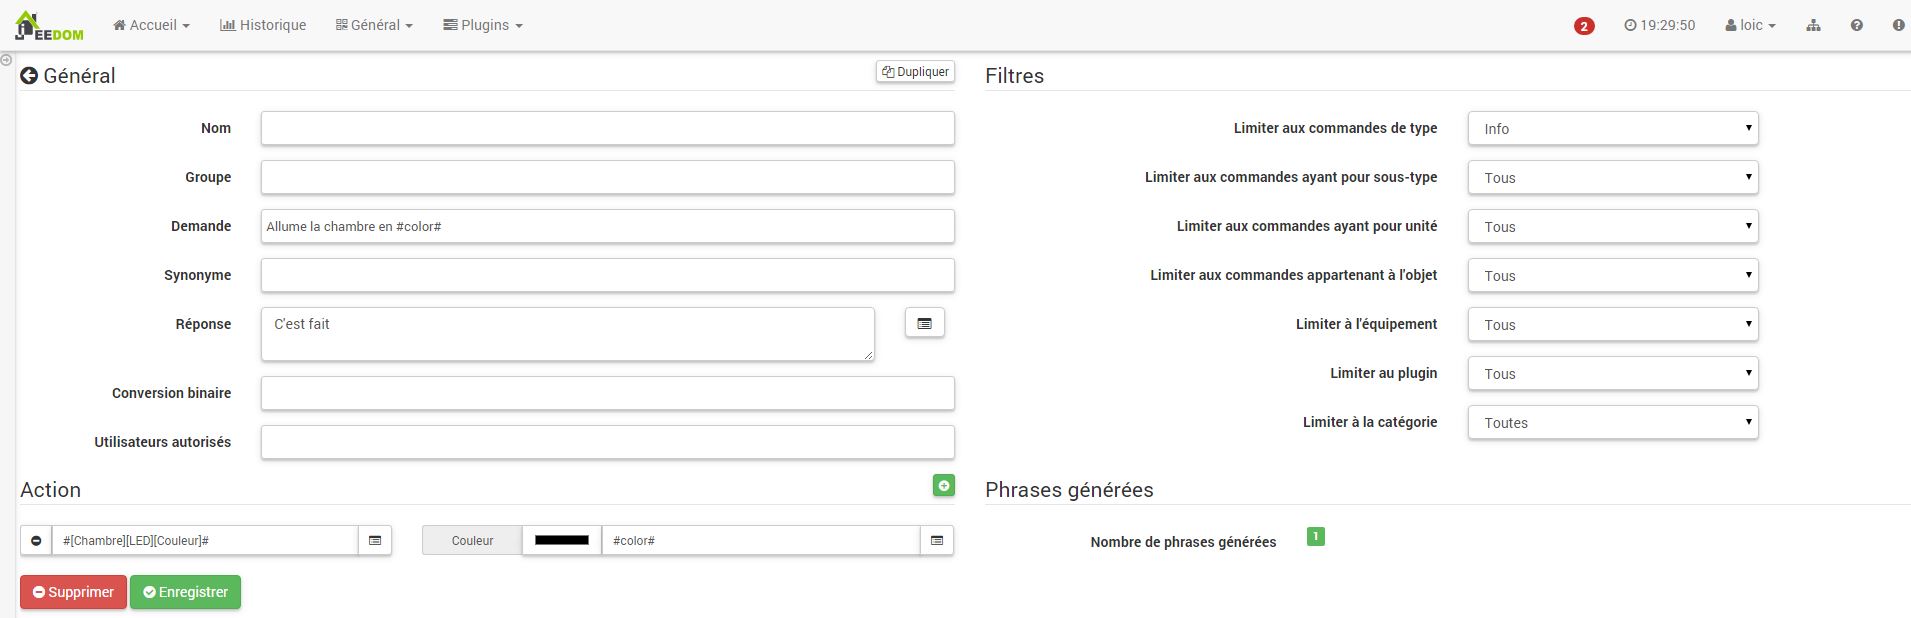 JEEDOM Accueil Historique Général Plugins 2 19:29:50 loic
Général Dupliquer
Nom
Groupe
Demande Allume la chambre en #color#
Synonyme
Réponse C'est fait
Conversion binaire
Utilisateurs autorisés
Filtres
Limiter aux commandes de type Info
Limiter aux commandes ayant pour sous-type Tous
Limiter aux commandes ayant pour unité Tous
Limiter aux commandes appartenant à l'objet Tous
Limiter à l'équipement Tous
Limiter au plugin Tous
Limiter à la catégorie Toutes
Action
#[Chambre][LED][Couleur]# Couleur #color#
Supprimer Enregistrer
Phrases générées
Nombre de phrases générées 1